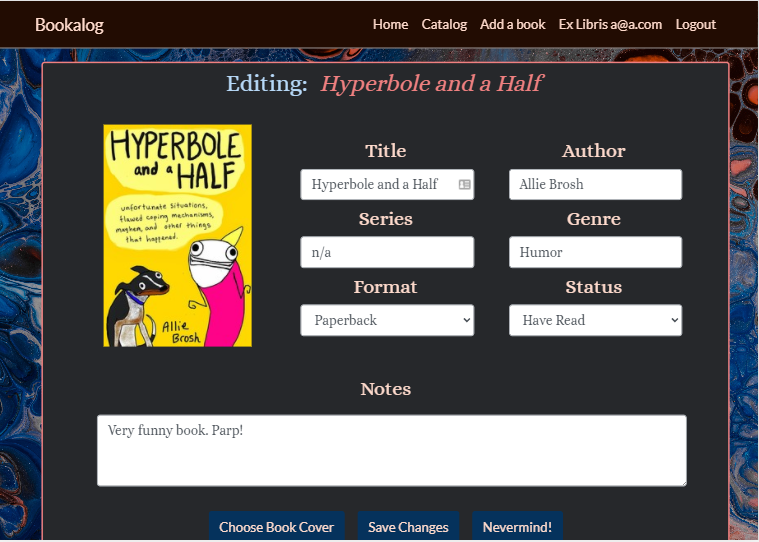 Bookalog
Home Catalog Add a book Ex Libris a@a.com Logout
Editing: Hyperbole and a Half
HYPERBOLE
and a HALF
unfortunate situations,
flawed coping mechanisms,
mayhem, and other things
that happened.
Allie
Brosh
Title
Author
Hyperbole and a Half
Allie Brosh
Series
Genre
n/a
Humor
Format
Status
Paperback
Have Read
Notes
Very funny book. Parp!
Choose Book Cover
Save Changes
Nevermind!